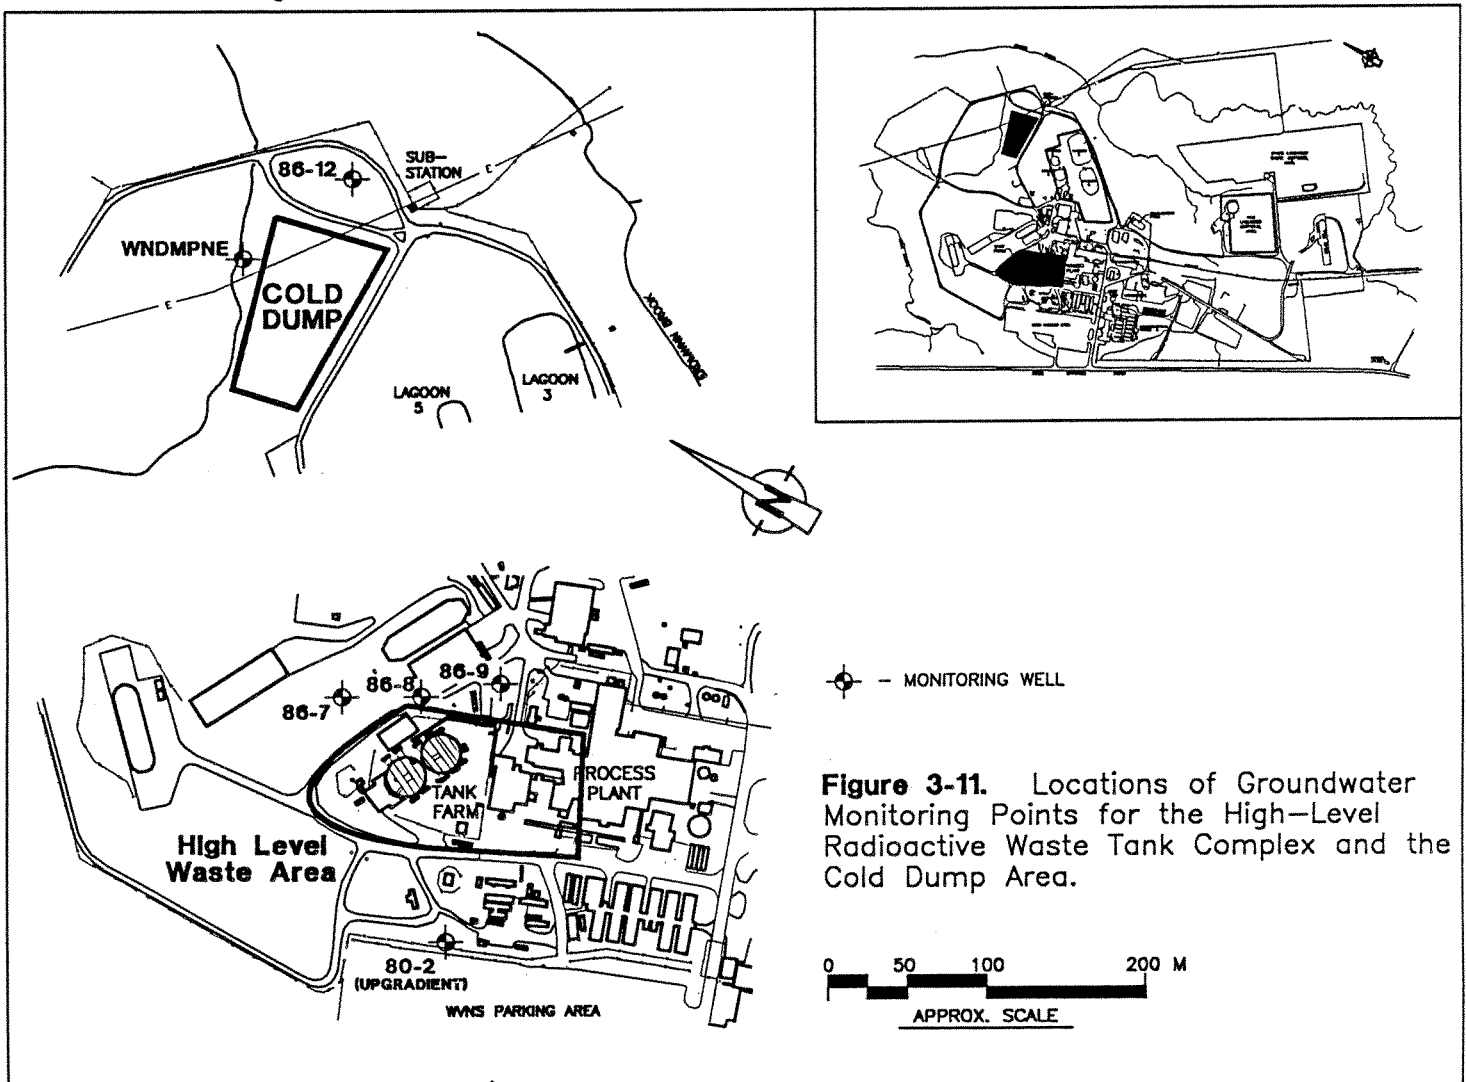 86-12
SUB-
STATION
E
WNDMPNE
E
COLD
DUMP
LAGOON
5
LAGOON
3
ERDMANN BROOK
N
86-9
86-8
86-7
TANK
FARM
PROCESS
PLANT
High Level
Waste Area
80-2
(UPGRADIENT)
WVNS PARKING AREA
– MONITORING WELL
Figure 3-11. Locations of Groundwater
Monitoring Points for the High–Level
Radioactive Waste Tank Complex and the
Cold Dump Area.
0 50 100 200 M
APPROX. SCALE